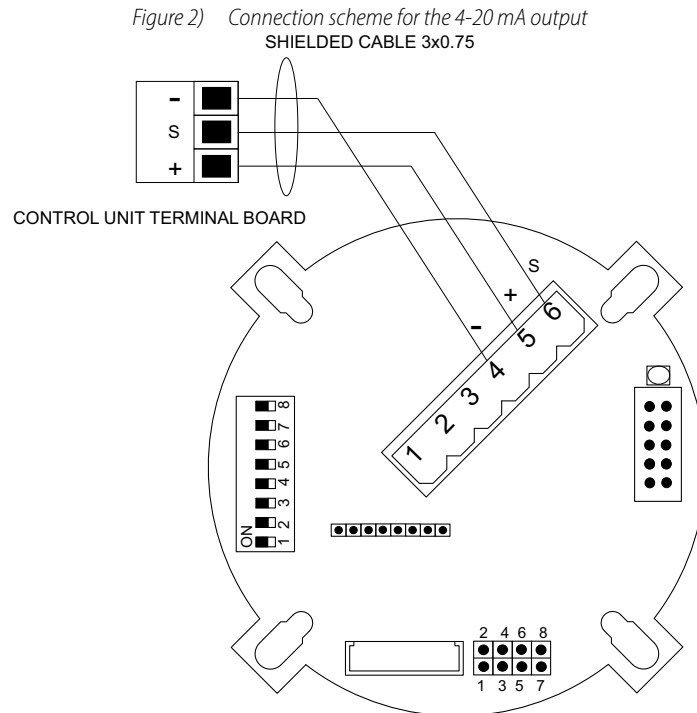 Figure 2) Connection scheme for the 4-20 mA output
SHIELDED CABLE 3x0.75
-
S
+
CONTROL UNIT TERMINAL BOARD
S
+
-
1 2 3 4 5 6
8
7
6
5
4
3
2
1
ON
2 4 6 8
1 3 5 7